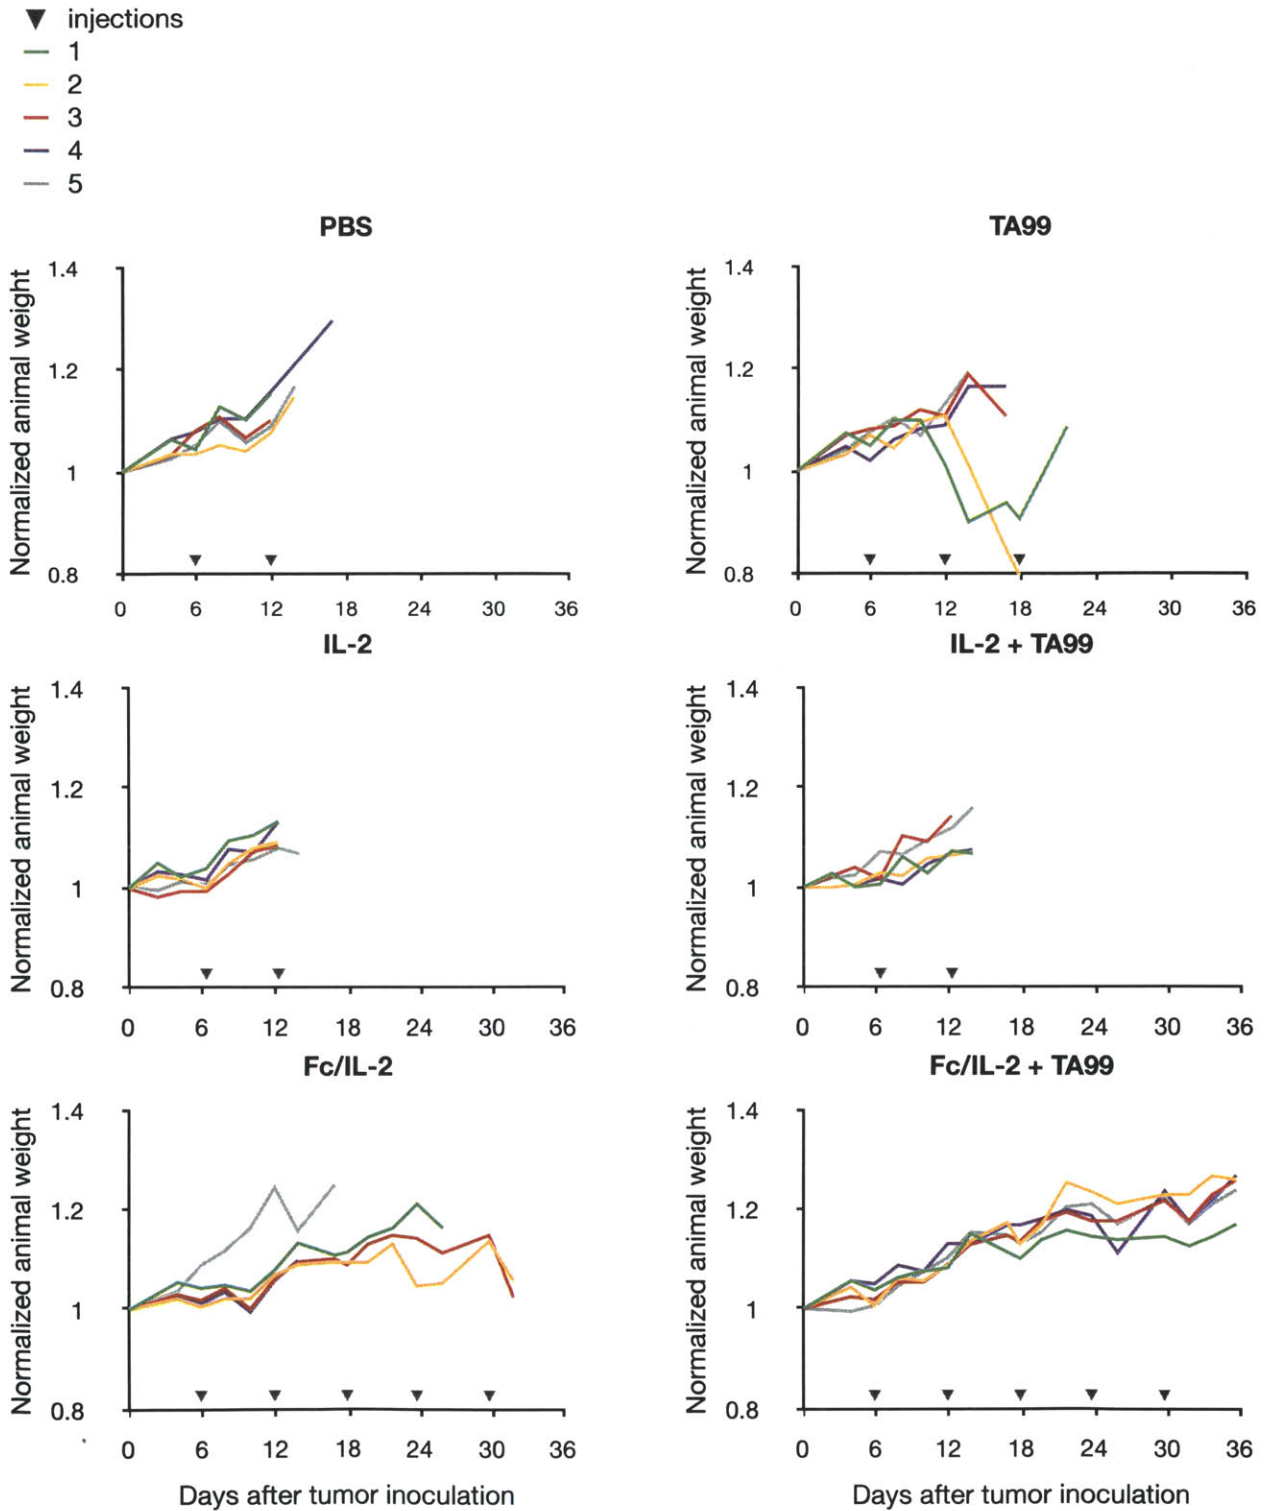 injections
1
2
3
4
5
PBS
Normalized animal weight
1.4
1.2
1
0.8
0 6 12 18 24 30 36
TA99
Normalized animal weight
1.4
1.2
1
0.8
0 6 12 18 24 30 36
IL-2
Normalized animal weight
1.4
1.2
1
0.8
0 6 12 18 24 30 36
IL-2 + TA99
Normalized animal weight
1.4
1.2
1
0.8
0 6 12 18 24 30 36
Fc/IL-2
Normalized animal weight
1.4
1.2
1
0.8
0 6 12 18 24 30 36
Days after tumor inoculation
Fc/IL-2 + TA99
Normalized animal weight
1.4
1.2
1
0.8
0 6 12 18 24 30 36
Days after tumor inoculation